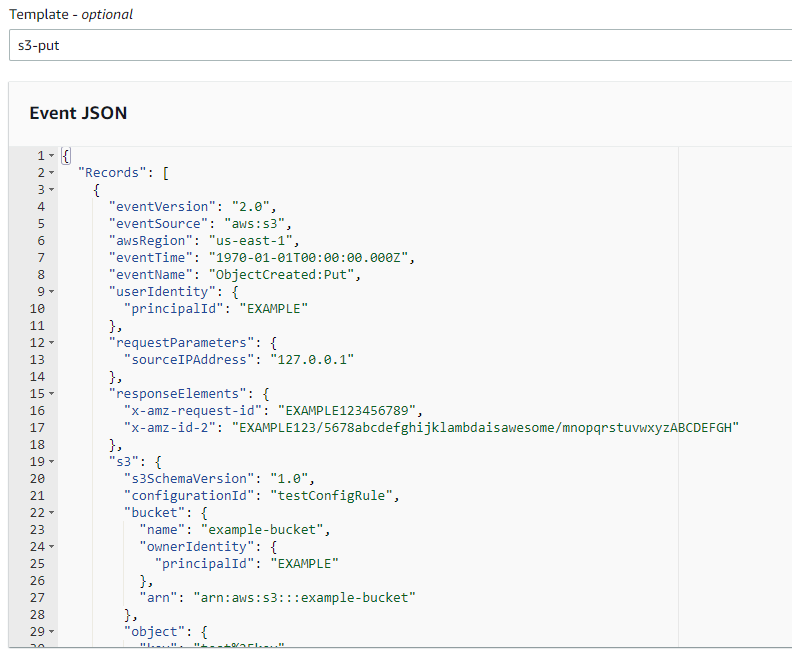 Template - optional
s3-put
Event JSON
1 {
2 "Records": [
3 {
4 "eventVersion": "2.0",
5 "eventSource": "aws:s3",
6 "awsRegion": "us-east-1",
7 "eventTime": "1970-01-01T00:00:00.000Z",
8 "eventName": "ObjectCreated:Put",
9 "userIdentity": {
10 "principalId": "EXAMPLE"
11 },
12 "requestParameters": {
13 "sourceIPAddress": "127.0.0.1"
14 },
15 "responseElements": {
16 "x-amz-request-id": "EXAMPLE123456789",
17 "x-amz-id-2": "EXAMPLE123/5678abcdefghijklambdaisawesome/mnopqrstuvwxyzABCDEFGH"
18 },
19 "s3": {
20 "s3SchemaVersion": "1.0",
21 "configurationId": "testConfigRule",
22 "bucket": {
23 "name": "example-bucket",
24 "ownerIdentity": {
25 "principalId": "EXAMPLE"
26 },
27 "arn": "arn:aws:s3:::example-bucket"
28 },
29 "object": {